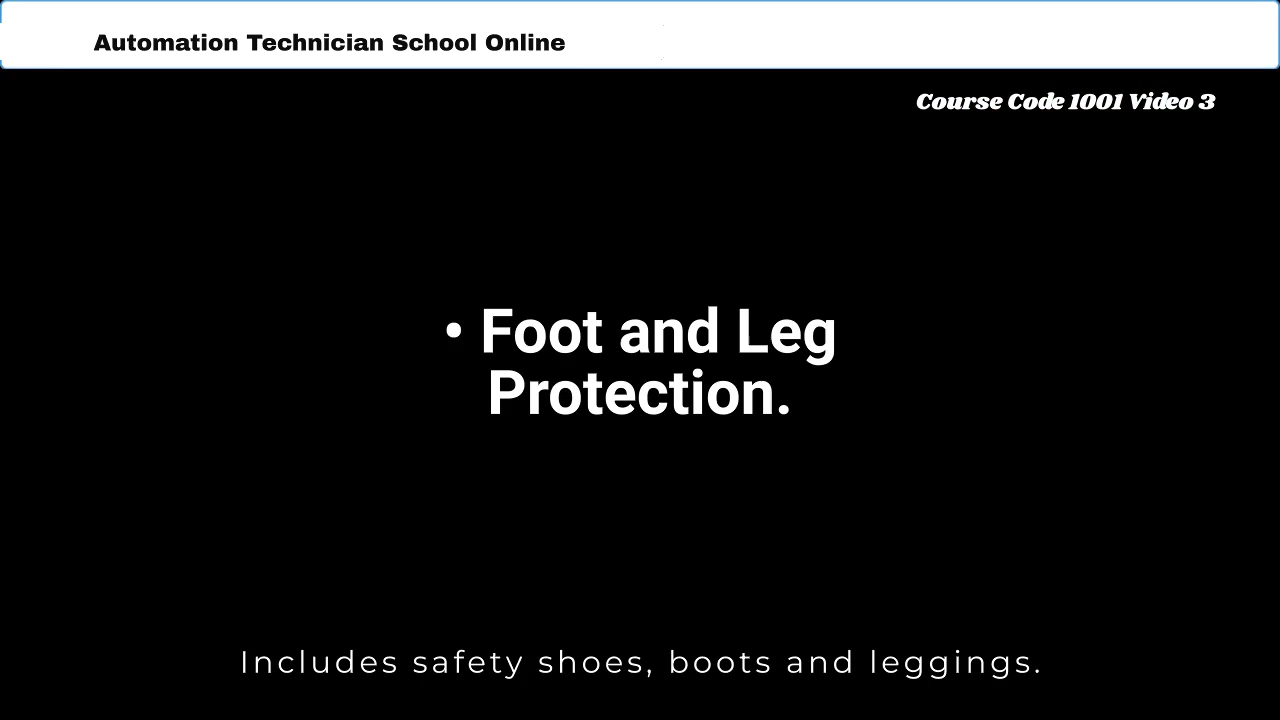 Automation Technician School Online
Course Code 1001 Video 3
• Foot and Leg
Protection.
Includes safety shoes, boots and leggings.